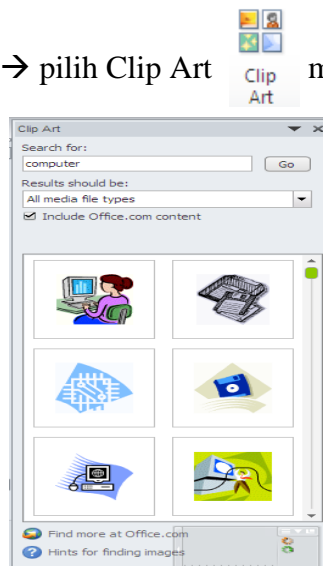 → pilih Clip Art Clip Art m
Clip Art
Search for:
computer Go
Results should be:
All media file types
Include Office.com content
Find more at Office.com
Hints for finding images